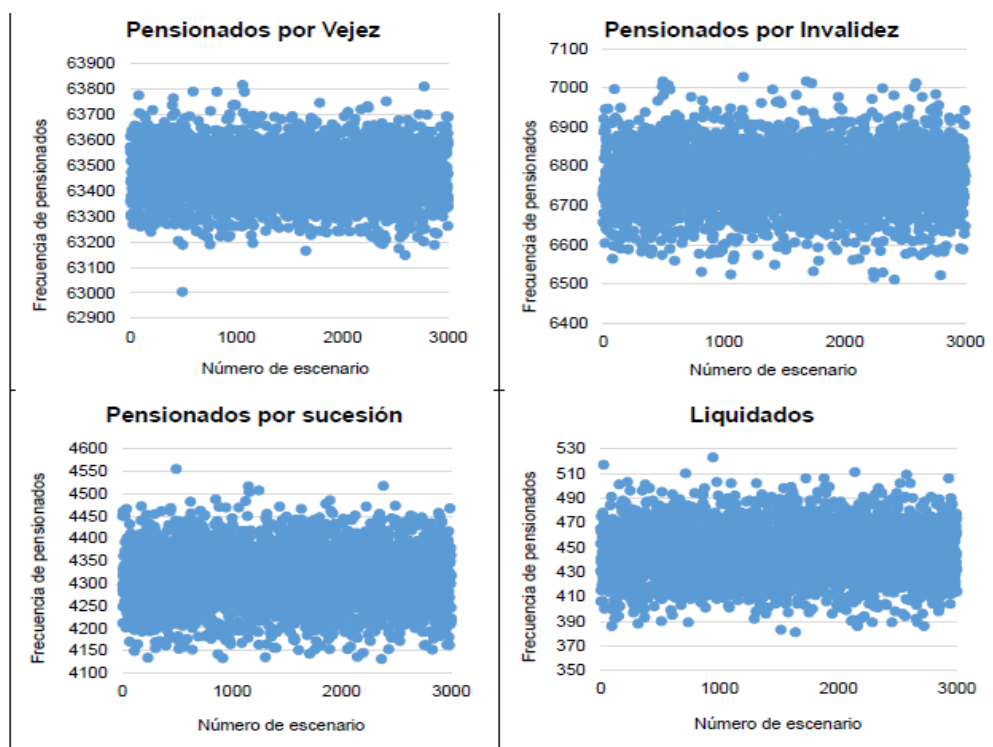 Pensionados por Vejez
Frecuencia de pensionados
63900
63800
63700
63600
63500
63400
63300
63200
63100
63000
62900
0 1000 2000 3000
Número de escenario
Pensionados por Invalidez
Frecuencia de pensionados
7100
7000
6900
6800
6700
6600
6500
6400
0 1000 2000 3000
Número de escenario
Pensionados por sucesión
Frecuencia de pensionados
4600
4550
4500
4450
4400
4350
4300
4250
4200
4150
4100
0 1000 2000 3000
Número de escenario
Liquidados
Frecuencia de pensionados
530
510
490
470
450
430
410
390
370
350
0 1000 2000 3000
Número de escenario